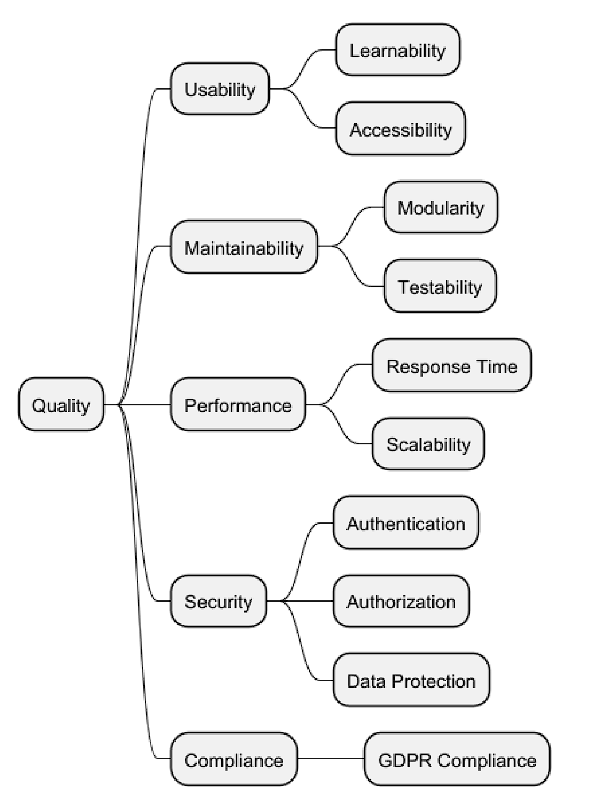 Quality
Usability
Learnability
Accessibility
Maintainability
Modularity
Testability
Performance
Response Time
Scalability
Security
Authentication
Authorization
Data Protection
Compliance
GDPR Compliance